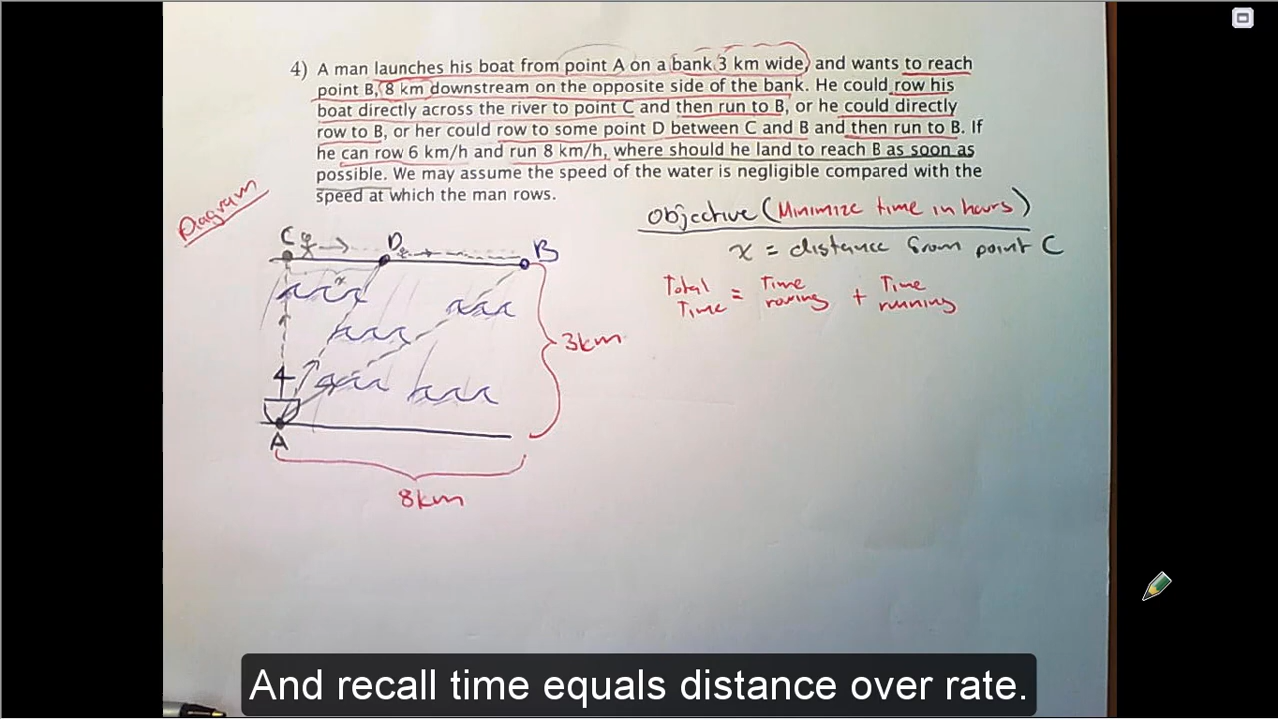 4) A man launches his boat from point A on a bank 3 km wide, and wants to reach
point B, 8 km downstream on the opposite side of the bank. He could row his
boat directly across the river to point C and then run to B, or he could directly
row to B, or her could row to some point D between C and B and then run to B. If
he can row 6 km/h and run 8 km/h, where should he land to reach B as soon as
possible. We may assume the speed of the water is negligible compared with the
speed at which the man rows.
Diagram
Objective (Minimize time in hours)
x = distance from point C
Total Time = Time rowing + Time running
C D B
x
3km
A
8km
And recall time equals distance over rate.